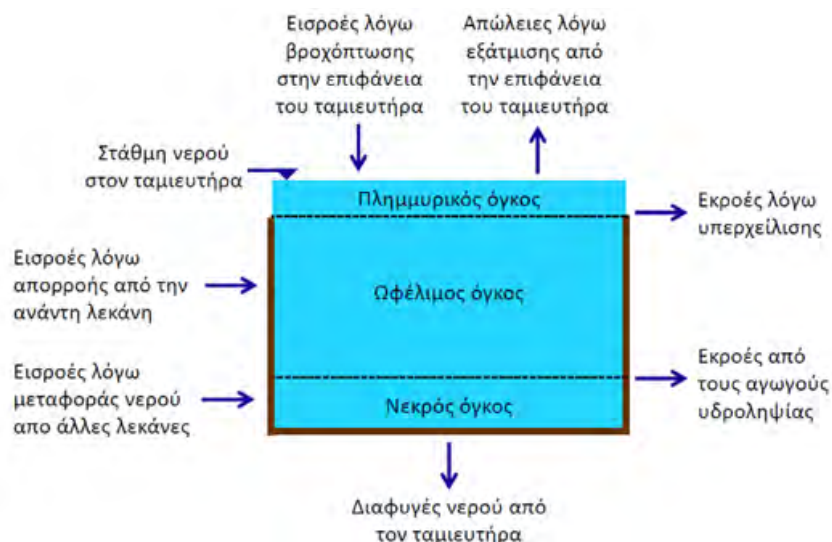 Εισροές λόγω
βροχόπτωσης
στην επιφάνεια
του ταμιευτήρα
Απώλειες λόγω
εξάτμισης από
την επιφάνεια
του ταμιευτήρα
Στάθμη νερού
στον ταμιευτήρα
Πλημμυρικός όγκος
Εκροές λόγω
υπερχείλισης
Εισροές λόγω
απορροής από την
ανάντη λεκάνη
Ωφέλιμος όγκος
Εισροές λόγω
μεταφοράς νερού
απο άλλες λεκάνες
Νεκρός όγκος
Εκροές από
τους αγωγούς
υδροληψίας
Διαφυγές νερού από
τον ταμιευτήρα